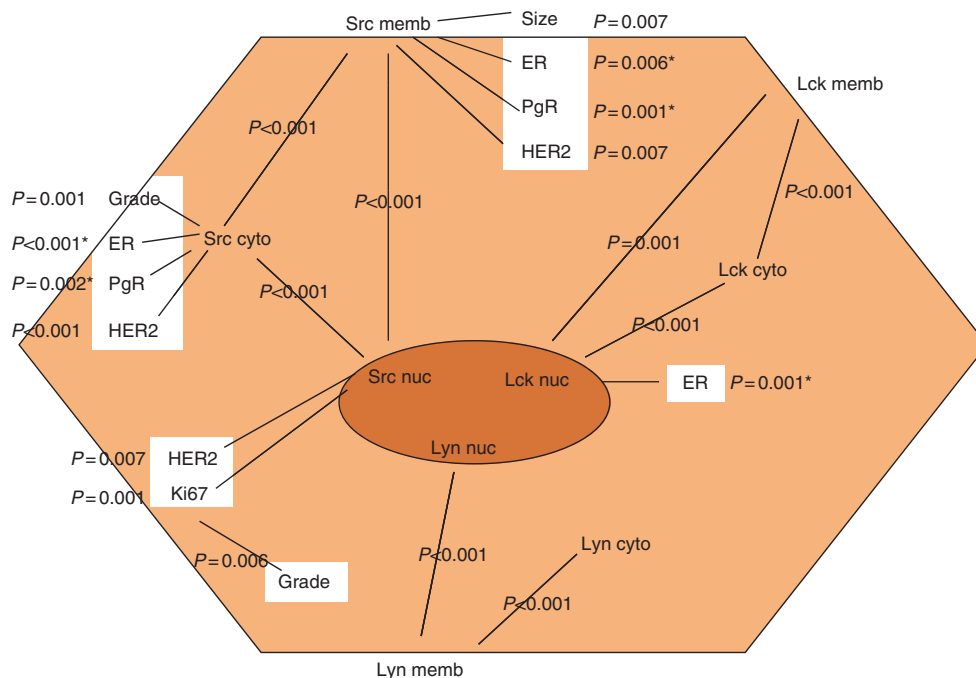 Src memb
Size P=0.007
ER P=0.006*
PgR P=0.001*
HER2 P=0.007
Lck memb
P<0.001
P=0.001 Grade
P<0.001
P<0.001
P<0.001* ER
Src cyto
P=0.001
Lck cyto
P=0.002* PgR
P<0.001
P<0.001 HER2
P<0.001
Src nuc
Lck nuc
ER P=0.001*
Lyn nuc
P=0.007 HER2
P=0.001 Ki67
P<0.001
Lyn cyto
P=0.006
Grade
P<0.001
Lyn memb